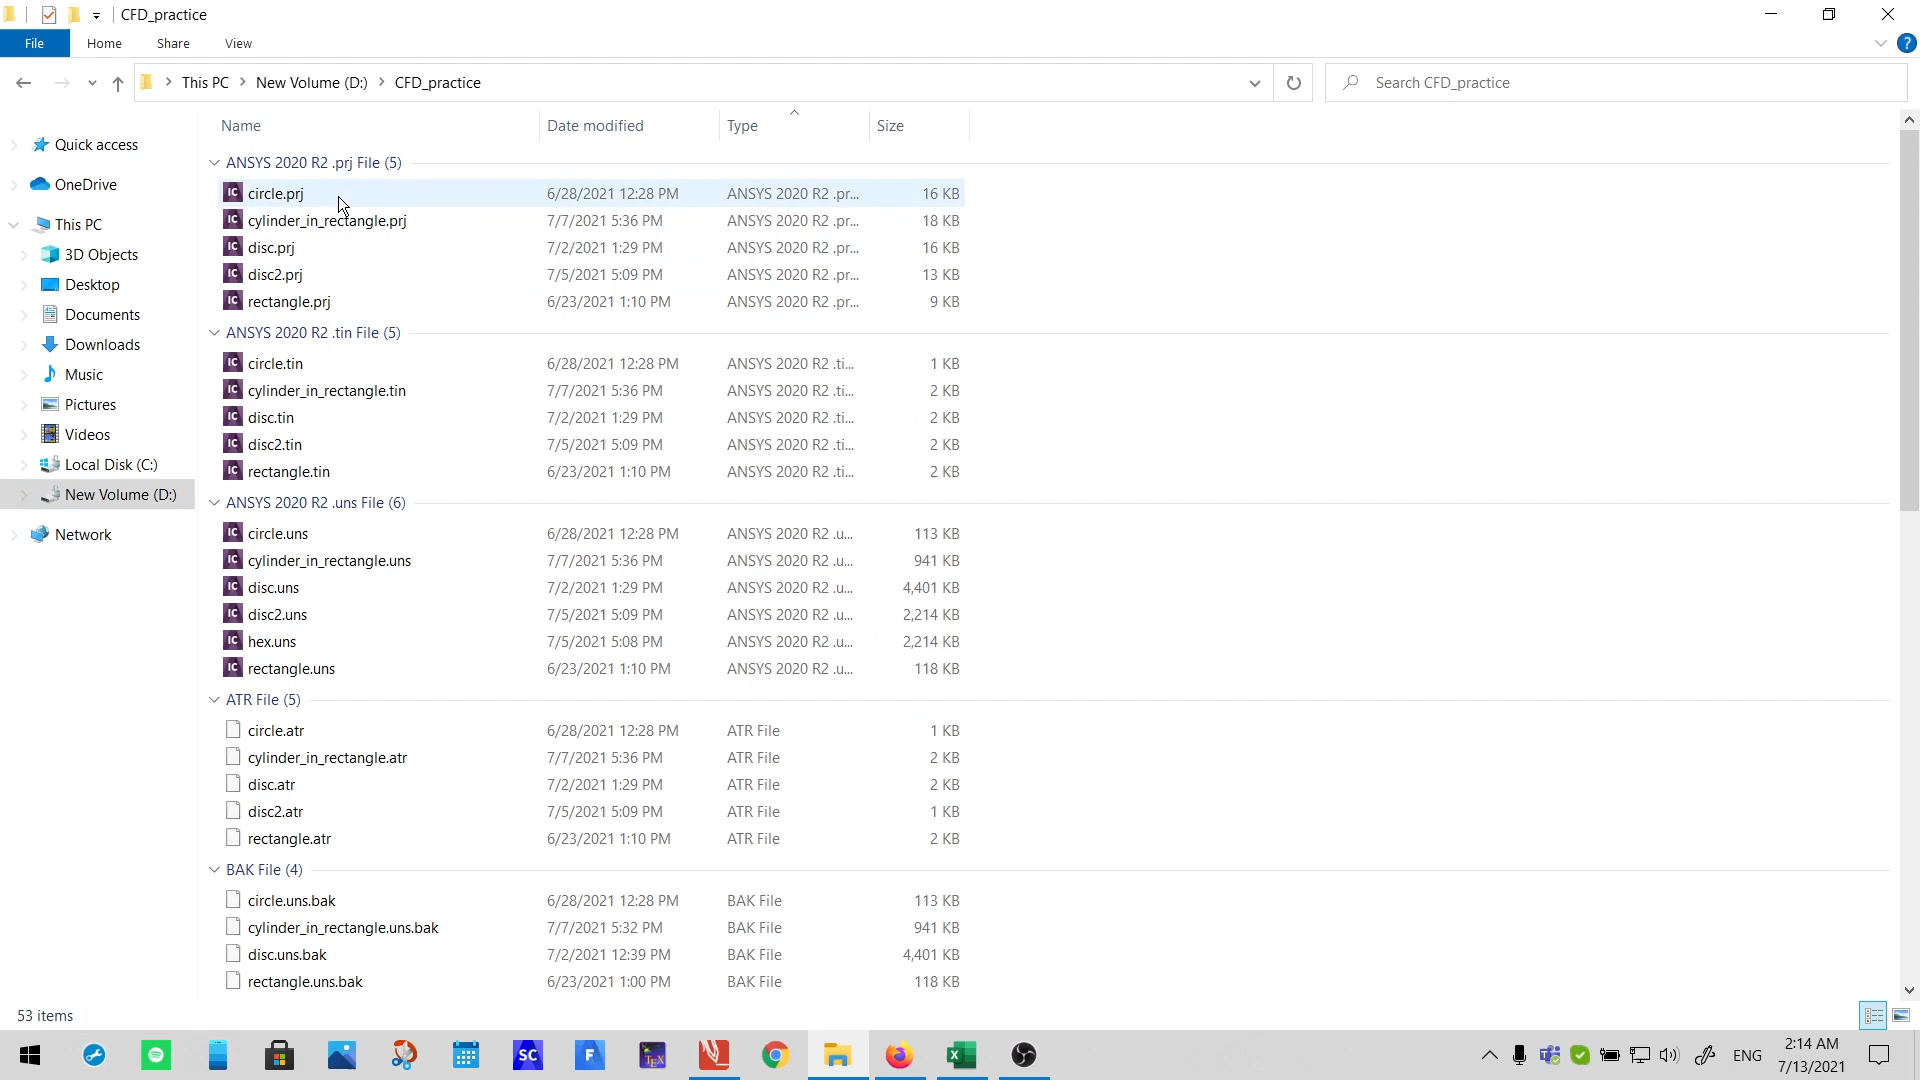 CFD_practice
File Home Share View
This PC New Volume (D:) CFD_practice Search CFD_practice
Name Date modified Type Size
Quick access
OneDrive
This PC
3D Objects
Desktop
Documents
Downloads
Music
Pictures
Videos
Local Disk (C:)
New Volume (D:)
Network
ANSYS 2020 R2 .prj File (5)
circle.prj 6/28/2021 12:28 PM ANSYS 2020 R2 .pr... 16 KB
cylinder_in_rectangle.prj 7/7/2021 5:36 PM ANSYS 2020 R2 .pr... 18 KB
disc.prj 7/2/2021 1:29 PM ANSYS 2020 R2 .pr... 16 KB
disc2.prj 7/5/2021 5:09 PM ANSYS 2020 R2 .pr... 13 KB
rectangle.prj 6/23/2021 1:10 PM ANSYS 2020 R2 .pr... 9 KB
ANSYS 2020 R2 .tin File (5)
circle.tin 6/28/2021 12:28 PM ANSYS 2020 R2 .ti... 1 KB
cylinder_in_rectangle.tin 7/7/2021 5:36 PM ANSYS 2020 R2 .ti... 2 KB
disc.tin 7/2/2021 1:29 PM ANSYS 2020 R2 .ti... 2 KB
disc2.tin 7/5/2021 5:09 PM ANSYS 2020 R2 .ti... 2 KB
rectangle.tin 6/23/2021 1:10 PM ANSYS 2020 R2 .ti... 2 KB
ANSYS 2020 R2 .uns File (6)
circle.uns 6/28/2021 12:28 PM ANSYS 2020 R2 .u... 113 KB
cylinder_in_rectangle.uns 7/7/2021 5:36 PM ANSYS 2020 R2 .u... 941 KB
disc.uns 7/2/2021 1:29 PM ANSYS 2020 R2 .u... 4,401 KB
disc2.uns 7/5/2021 5:09 PM ANSYS 2020 R2 .u... 2,214 KB
hex.uns 7/5/2021 5:08 PM ANSYS 2020 R2 .u... 2,214 KB
rectangle.uns 6/23/2021 1:10 PM ANSYS 2020 R2 .u... 118 KB
ATR File (5)
circle.atr 6/28/2021 12:28 PM ATR File 1 KB
cylinder_in_rectangle.atr 7/7/2021 5:36 PM ATR File 2 KB
disc.atr 7/2/2021 1:29 PM ATR File 2 KB
disc2.atr 7/5/2021 5:09 PM ATR File 1 KB
rectangle.atr 6/23/2021 1:10 PM ATR File 2 KB
BAK File (4)
circle.uns.bak 6/28/2021 12:28 PM BAK File 113 KB
cylinder_in_rectangle.uns.bak 7/7/2021 5:32 PM BAK File 941 KB
disc.uns.bak 7/2/2021 12:39 PM BAK File 4,401 KB
rectangle.uns.bak 6/23/2021 1:00 PM BAK File 118 KB
53 items
SC F TEX ENG 2:14 AM
7/13/2021